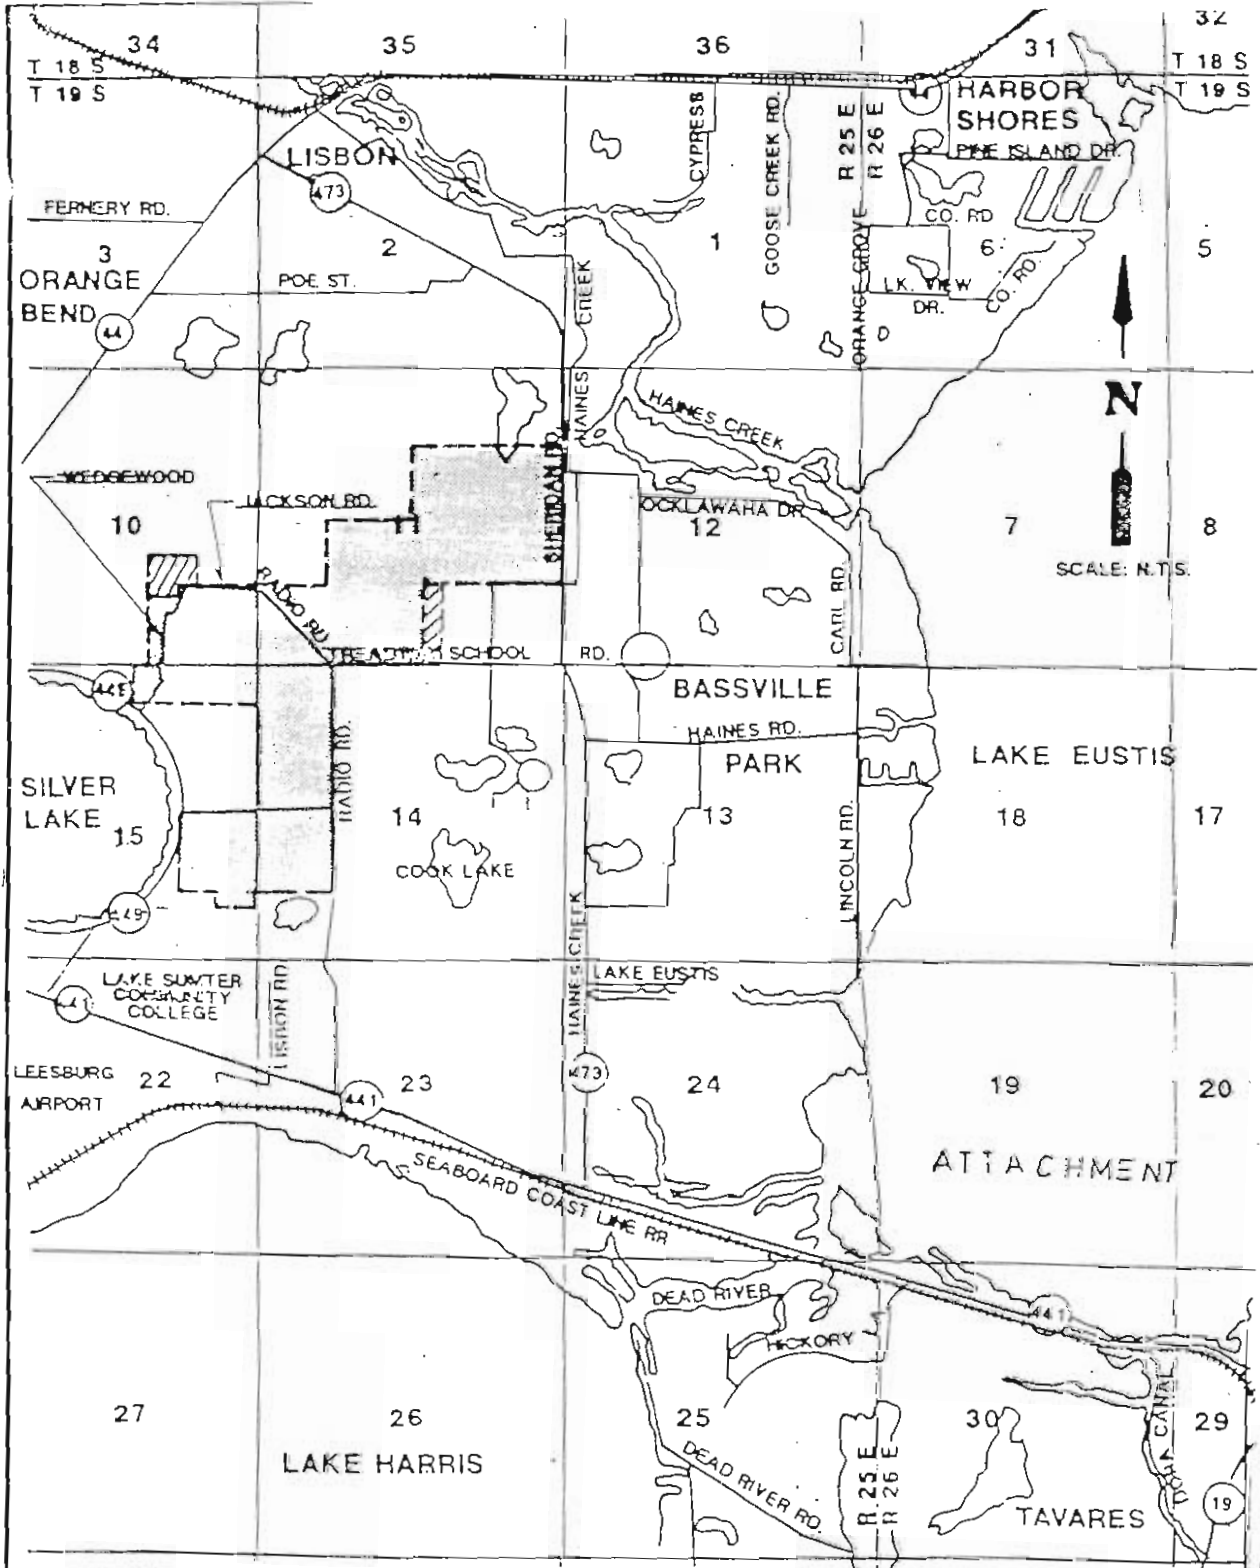 34
35
36
31
32
T 18 S
T 19 S
T 18 S
T 19 S
44
HARBOR
SHORES
PINE ISLAND DR.
CYPRESS
GOOSE CREEK RD.
R 25 E
R 26 E
LISBON
473
FERNERY RD.
3
2
1
CO. RD
6
5
ORANGE
BEND
POE ST.
HAINES CREEK
ORANGE GROVE
LK. VIEW
DR.
CO. RD.
44
N
HAINES
HAINES CREEK
WEDGEWOOD
JACKSON RD.
SHERIDAN RD.
OCKLAWAHA DR
10
12
7
8
SCALE: N.T.S.
RADIO RD
CARL RD.
SCHOOL
RD.
BASSVILLE
HAINES RD.
PARK
RADIO RD.
LAKE EUSTIS
SILVER
LAKE
15
14
13
18
17
COOK LAKE
LINCOLN RD.
449
HAINES CREEK
LAKE SUMTER
COMMUNITY
COLLEGE
LISBON RD
LAKE EUSTIS
441
LEESBURG
AIRPORT
22
23
473
24
19
20
441
ATTACHMENT
SEABOARD COAST LINE RR
DEAD RIVER
441
HICKORY
27
26
25
30
29
DORA CANAL
LAKE HARRIS
DEAD RIVER RD.
R 25 E
R 26 E
TAVARES
19